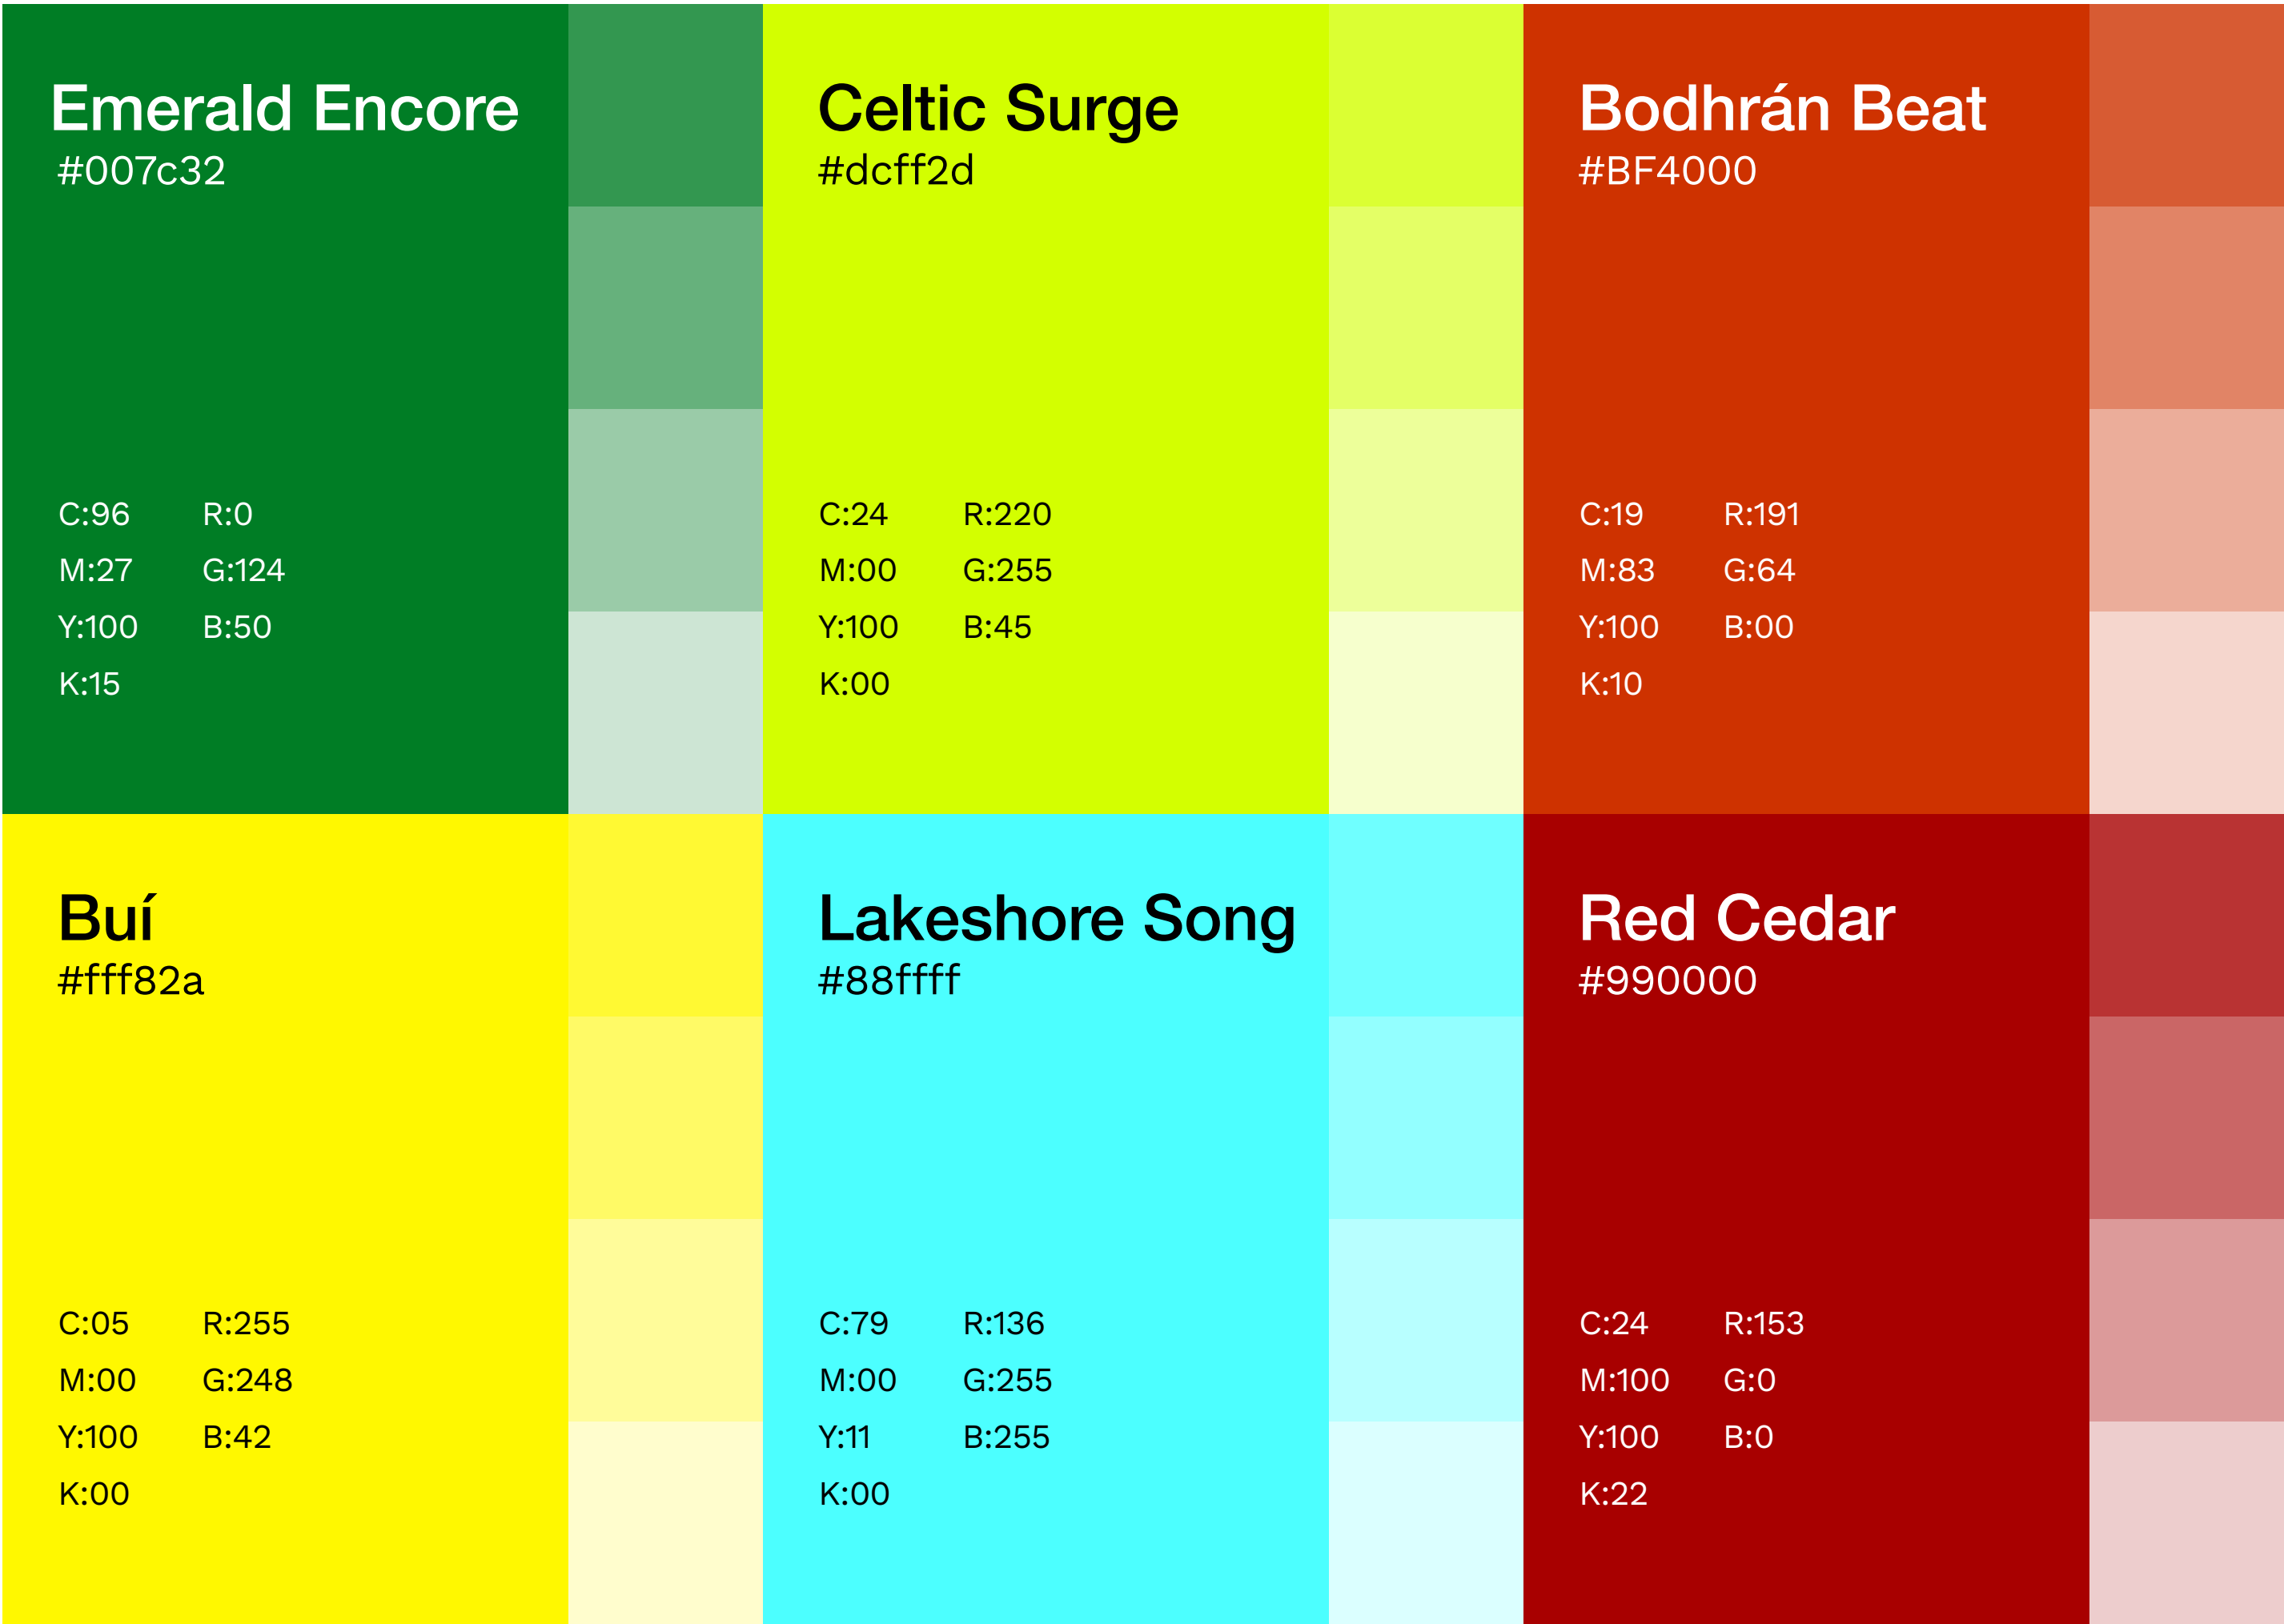 Emerald Encore
#007c32
C:96 R:0
M:27 G:124
Y:100 B:50
K:15
Celtic Surge
#dcff2d
C:24 R:220
M:00 G:255
Y:100 B:45
K:00
Bodhrán Beat
#BF4000
C:19 R:191
M:83 G:64
Y:100 B:00
K:10
Buí
#fff82a
C:05 R:255
M:00 G:248
Y:100 B:42
K:00
Lakeshore Song
#88ffff
C:79 R:136
M:00 G:255
Y:11 B:255
K:00
Red Cedar
#990000
C:24 R:153
M:100 G:0
Y:100 B:0
K:22